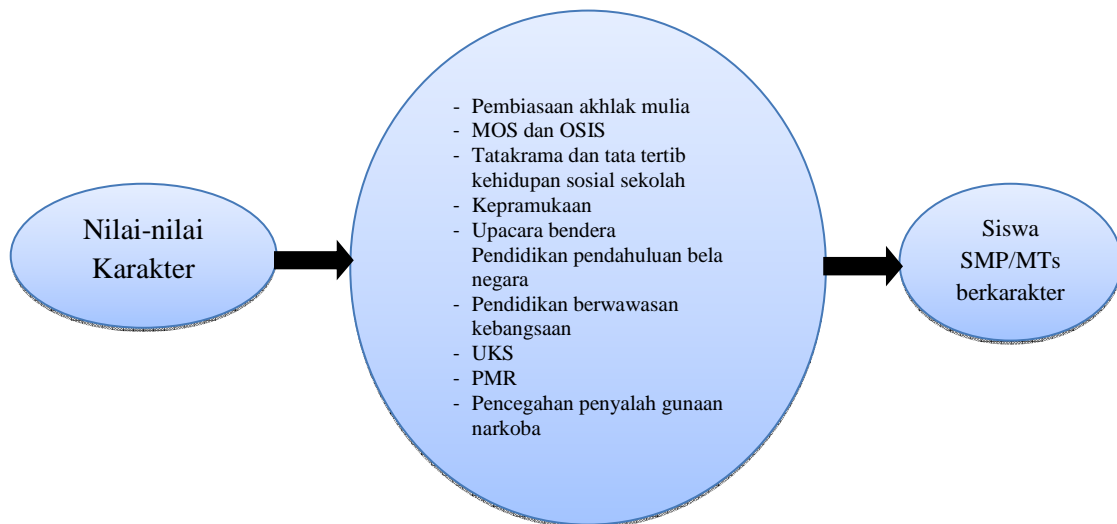 Nilai-nilai
Karakter
- Pembiasaan akhlak mulia
- MOS dan OSIS
- Tatakrama dan tata tertib
kehidupan sosial sekolah
- Kepramukaan
- Upacara bendera
Pendidikan pendahuluan bela
negara
- Pendidikan berwawasan
kebangsaan
- UKS
- PMR
- Pencegahan penyalah gunaan
narkoba
Siswa
SMP/MTs
berkarakter